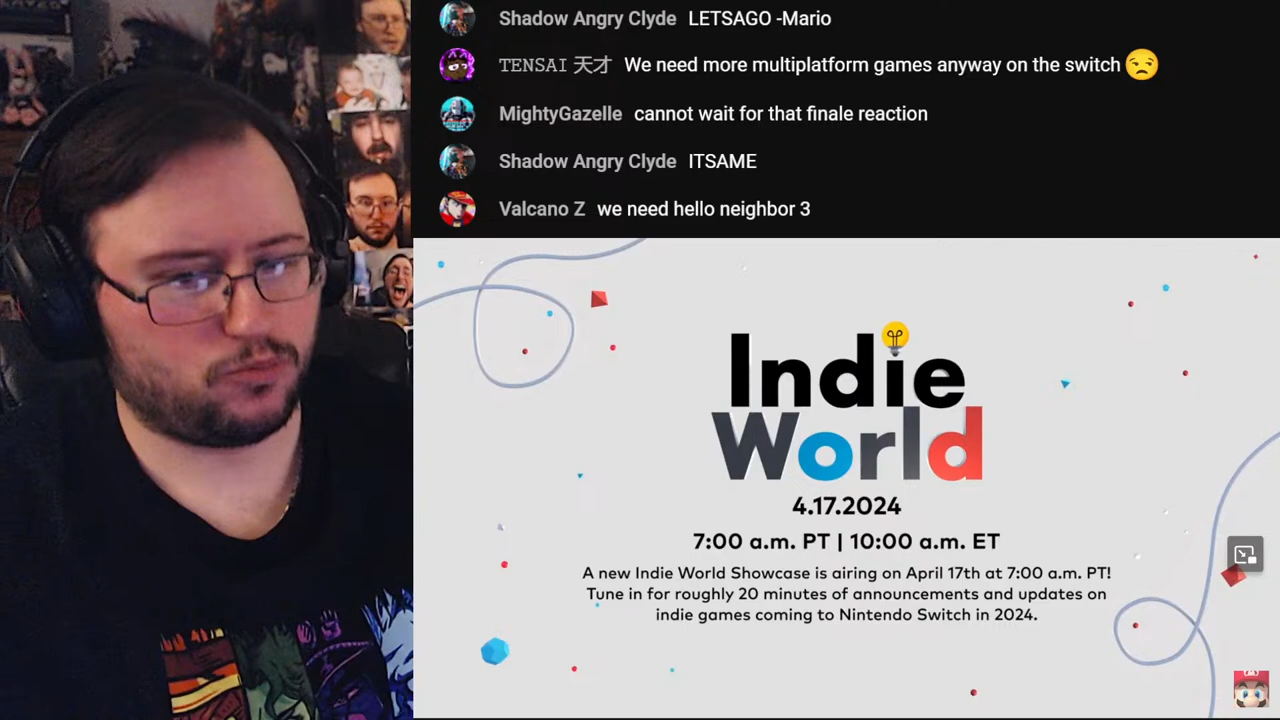 Shadow Angry Clyde LETSAGO -Mario
TENSAI 天才 We need more multiplatform games anyway on the switch 😒
MightyGazelle cannot wait for that finale reaction
Shadow Angry Clyde ITSAME
Valcano Z we need hello neighbor 3
Indie
World
4.17.2024
7:00 a.m. PT | 10:00 a.m. ET
A new Indie World Showcase is airing on April 17th at 7:00 a.m. PT!
Tune in for roughly 20 minutes of announcements and updates on
indie games coming to Nintendo Switch in 2024.